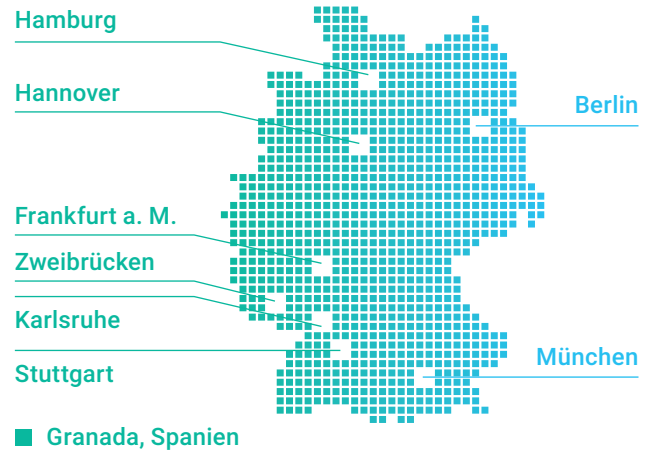 Hamburg
Hannover
Berlin
Frankfurt a. M.
Zweibrücken
Karlsruhe
München
Stuttgart
Granada, Spanien